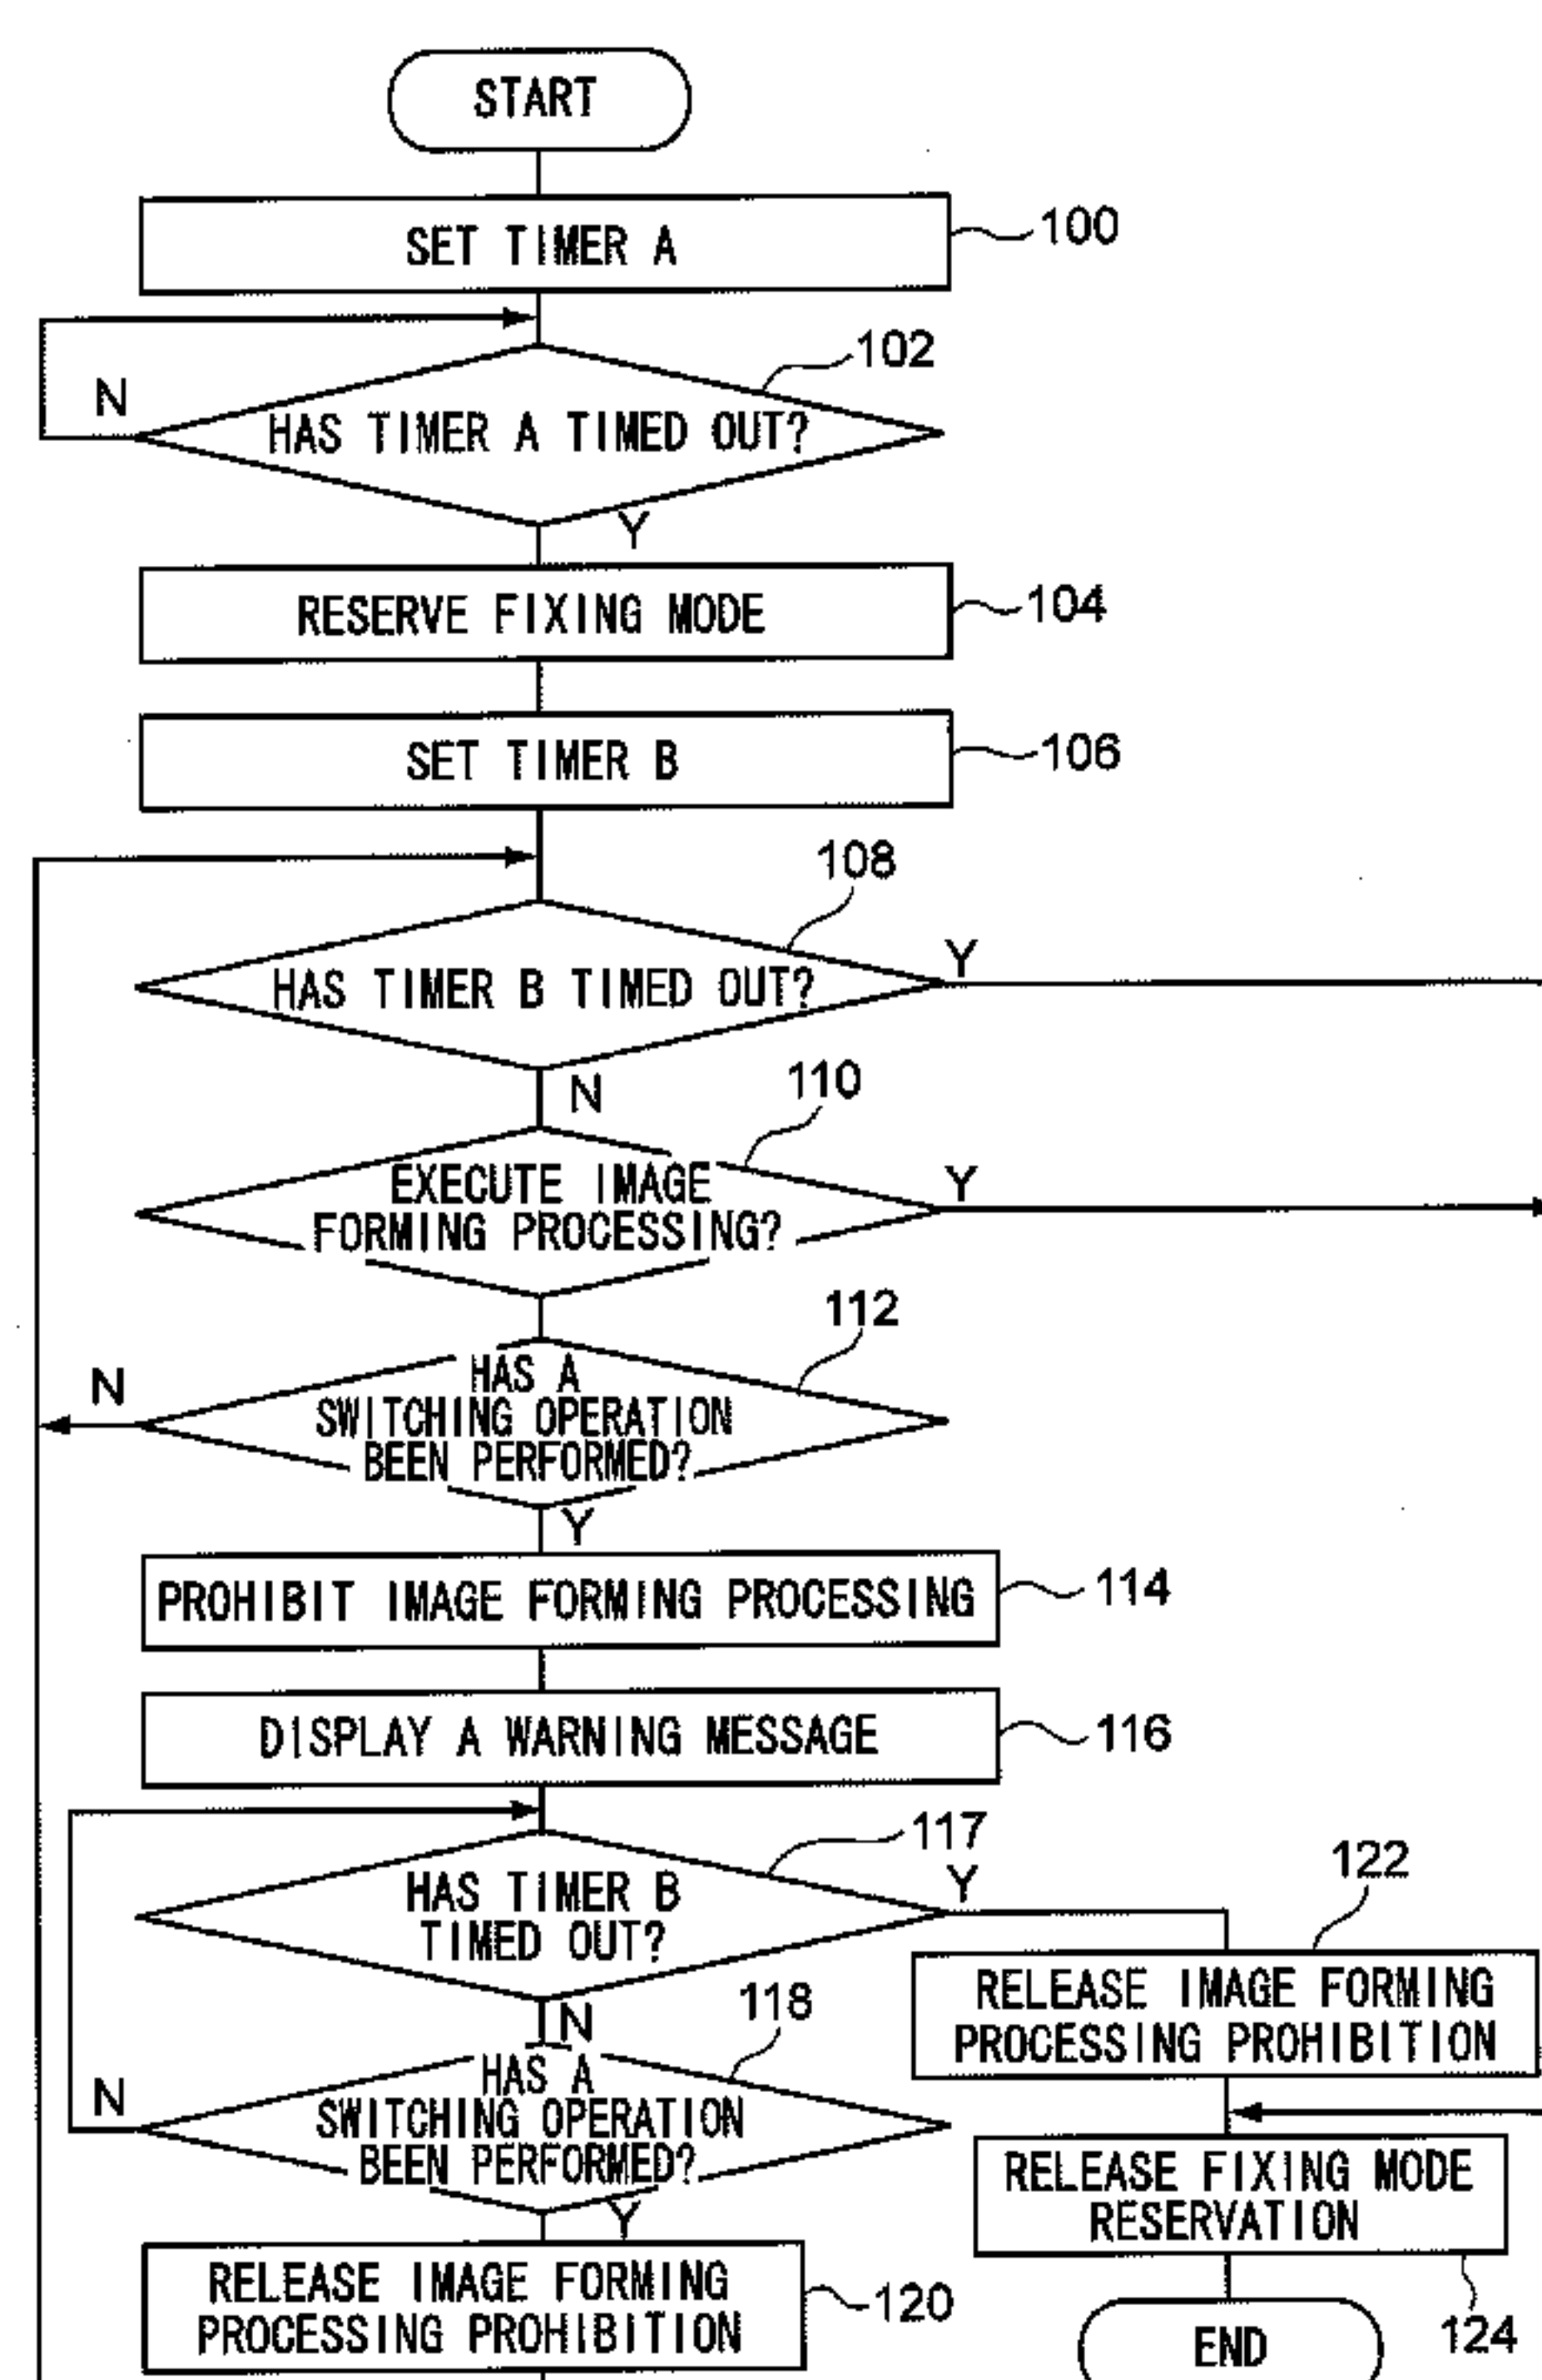 START
SET TIMER A
100
102
N
HAS TIMER A TIMED OUT?
Y
RESERVE FIXING MODE
104
SET TIMER B
106
108
HAS TIMER B TIMED OUT?
Y
N
110
EXECUTE IMAGE
FORMING PROCESSING?
Y
112
N
HAS A
SWITCHING OPERATION
BEEN PERFORMED?
Y
PROHIBIT IMAGE FORMING PROCESSING
114
DISPLAY A WARNING MESSAGE
116
117
HAS TIMER B
TIMED OUT?
Y
122
RELEASE IMAGE FORMING
PROCESSING PROHIBITION
N
118
N
HAS A
SWITCHING OPERATION
BEEN PERFORMED?
Y
RELEASE FIXING MODE
RESERVATION
124
RELEASE IMAGE FORMING
PROCESSING PROHIBITION
120
END